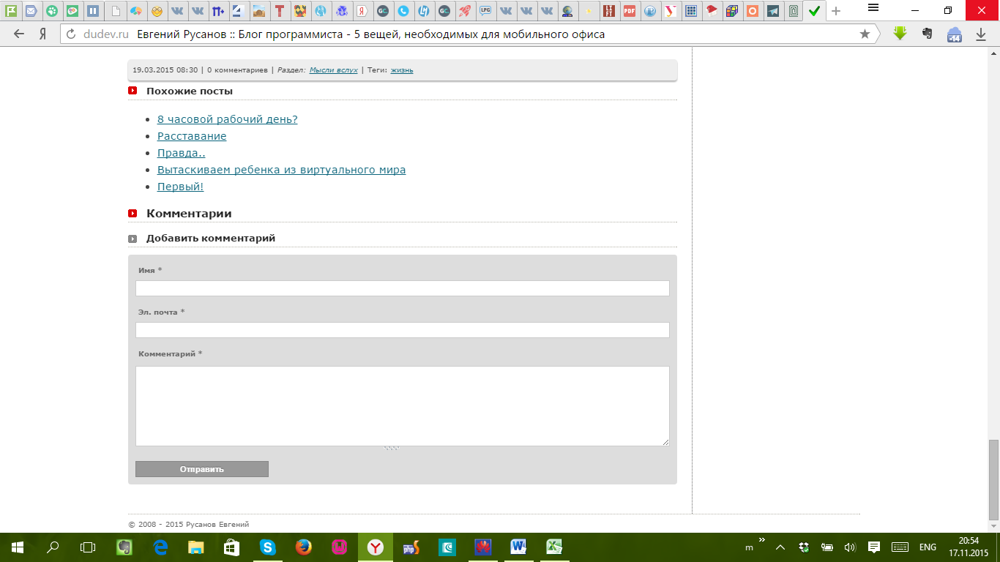 dudev.ru Евгений Русанов :: Блог программиста - 5 вещей, необходимых для мобильного офиса
19.03.2015 08:30 | 0 комментариев | Раздел: Мысли вслух | Теги: жизнь
Похожие посты
8 часовой рабочий день?
Расставание
Правда..
Вытаскиваем ребенка из виртуального мира
Первый!
Комментарии
Добавить комментарий
Имя *
Эл. почта *
Комментарий *
Отправить
© 2008 - 2015 Русанов Евгений
m
ENG
20:54
17.11.2015